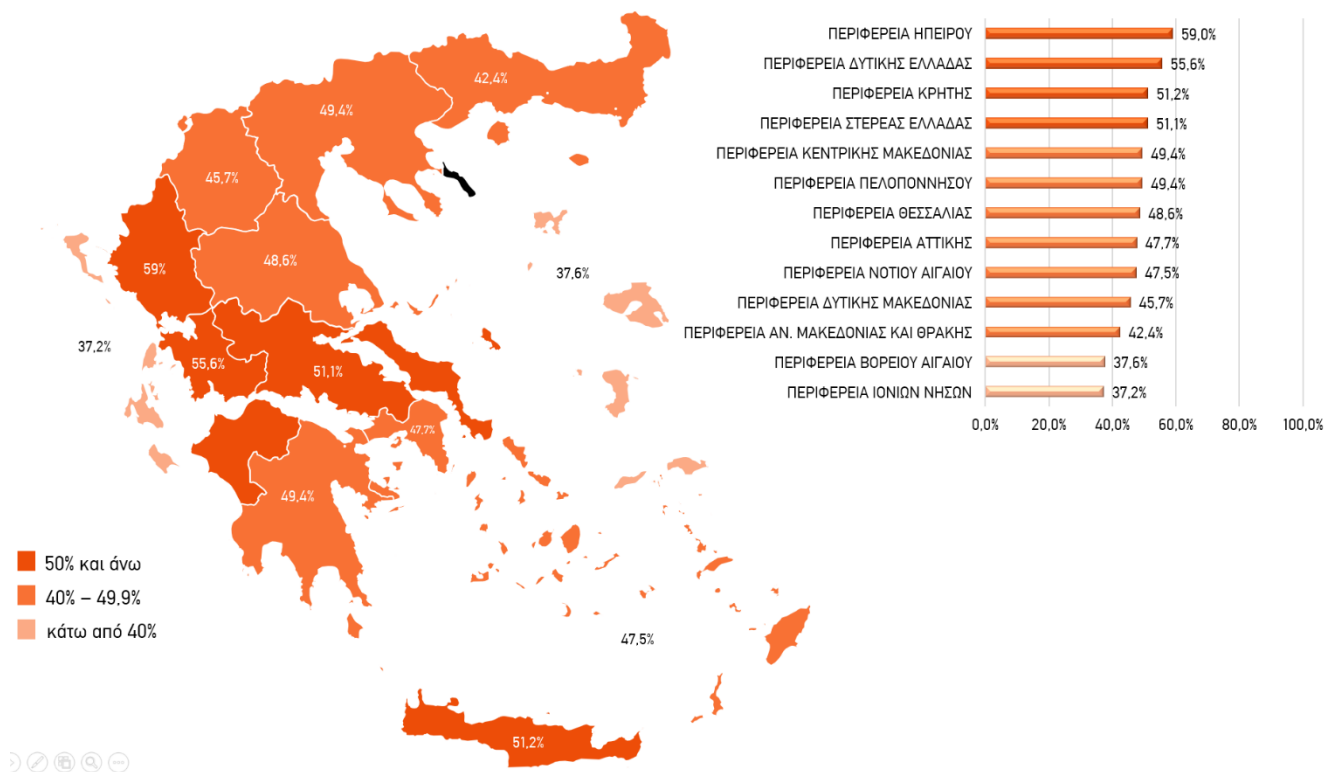 42,4%
49,4%
45,7%
59%
48,6%
37,6%
37,2%
55,6%
51,1%
47,7%
49,4%
47,5%
51,2%
50% και άνω
40% – 49,9%
κάτω από 40%
ΠΕΡΙΦΕΡΕΙΑ ΗΠΕΙΡΟΥ 59,0%
ΠΕΡΙΦΕΡΕΙΑ ΔΥΤΙΚΗΣ ΕΛΛΑΔΑΣ 55,6%
ΠΕΡΙΦΕΡΕΙΑ ΚΡΗΤΗΣ 51,2%
ΠΕΡΙΦΕΡΕΙΑ ΣΤΕΡΕΑΣ ΕΛΛΑΔΑΣ 51,1%
ΠΕΡΙΦΕΡΕΙΑ ΚΕΝΤΡΙΚΗΣ ΜΑΚΕΔΟΝΙΑΣ 49,4%
ΠΕΡΙΦΕΡΕΙΑ ΠΕΛΟΠΟΝΝΗΣΟΥ 49,4%
ΠΕΡΙΦΕΡΕΙΑ ΘΕΣΣΑΛΙΑΣ 48,6%
ΠΕΡΙΦΕΡΕΙΑ ΑΤΤΙΚΗΣ 47,7%
ΠΕΡΙΦΕΡΕΙΑ ΝΟΤΙΟΥ ΑΙΓΑΙΟΥ 47,5%
ΠΕΡΙΦΕΡΕΙΑ ΔΥΤΙΚΗΣ ΜΑΚΕΔΟΝΙΑΣ 45,7%
ΠΕΡΙΦΕΡΕΙΑ ΑΝ. ΜΑΚΕΔΟΝΙΑΣ ΚΑΙ ΘΡΑΚΗΣ 42,4%
ΠΕΡΙΦΕΡΕΙΑ ΒΟΡΕΙΟΥ ΑΙΓΑΙΟΥ 37,6%
ΠΕΡΙΦΕΡΕΙΑ ΙΟΝΙΩΝ ΝΗΣΩΝ 37,2%
0,0% 20,0% 40,0% 60,0% 80,0% 100,0%